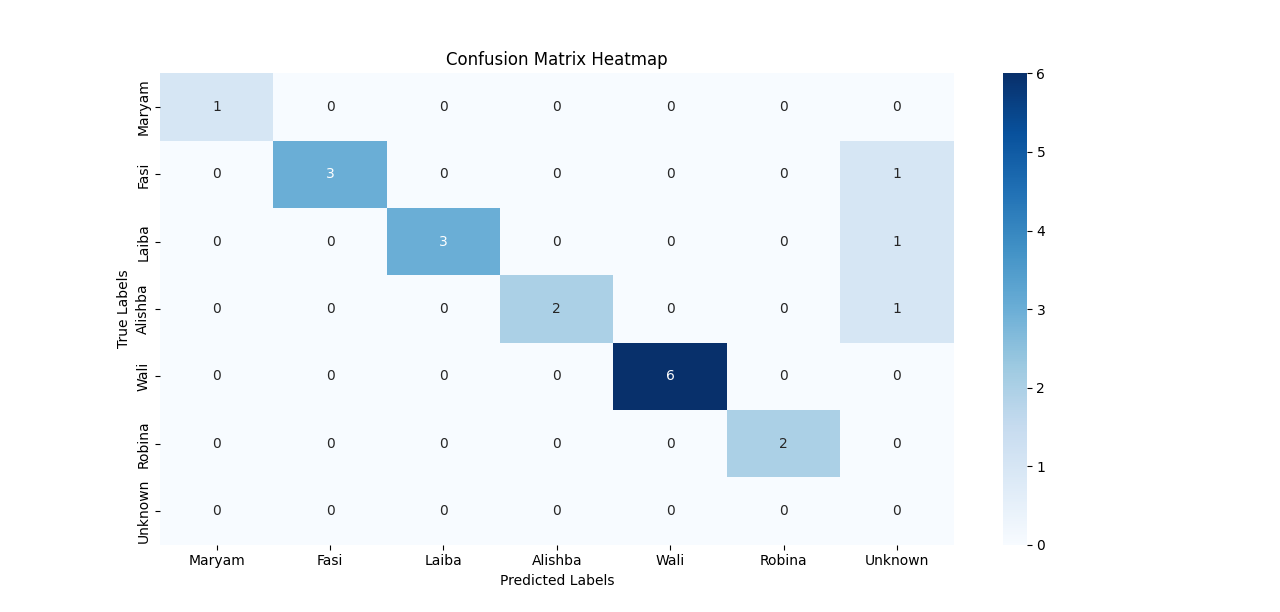 Confusion Matrix Heatmap
True Labels
Maryam 1 0 0 0 0 0 0
Fasi 0 3 0 0 0 0 1
Laiba 0 0 3 0 0 0 1
Alishba 0 0 0 2 0 0 1
Wali 0 0 0 0 6 0 0
Robina 0 0 0 0 0 2 0
Unknown 0 0 0 0 0 0 0
Maryam Fasi Laiba Alishba Wali Robina Unknown
Predicted Labels
6
5
4
3
2
1
0